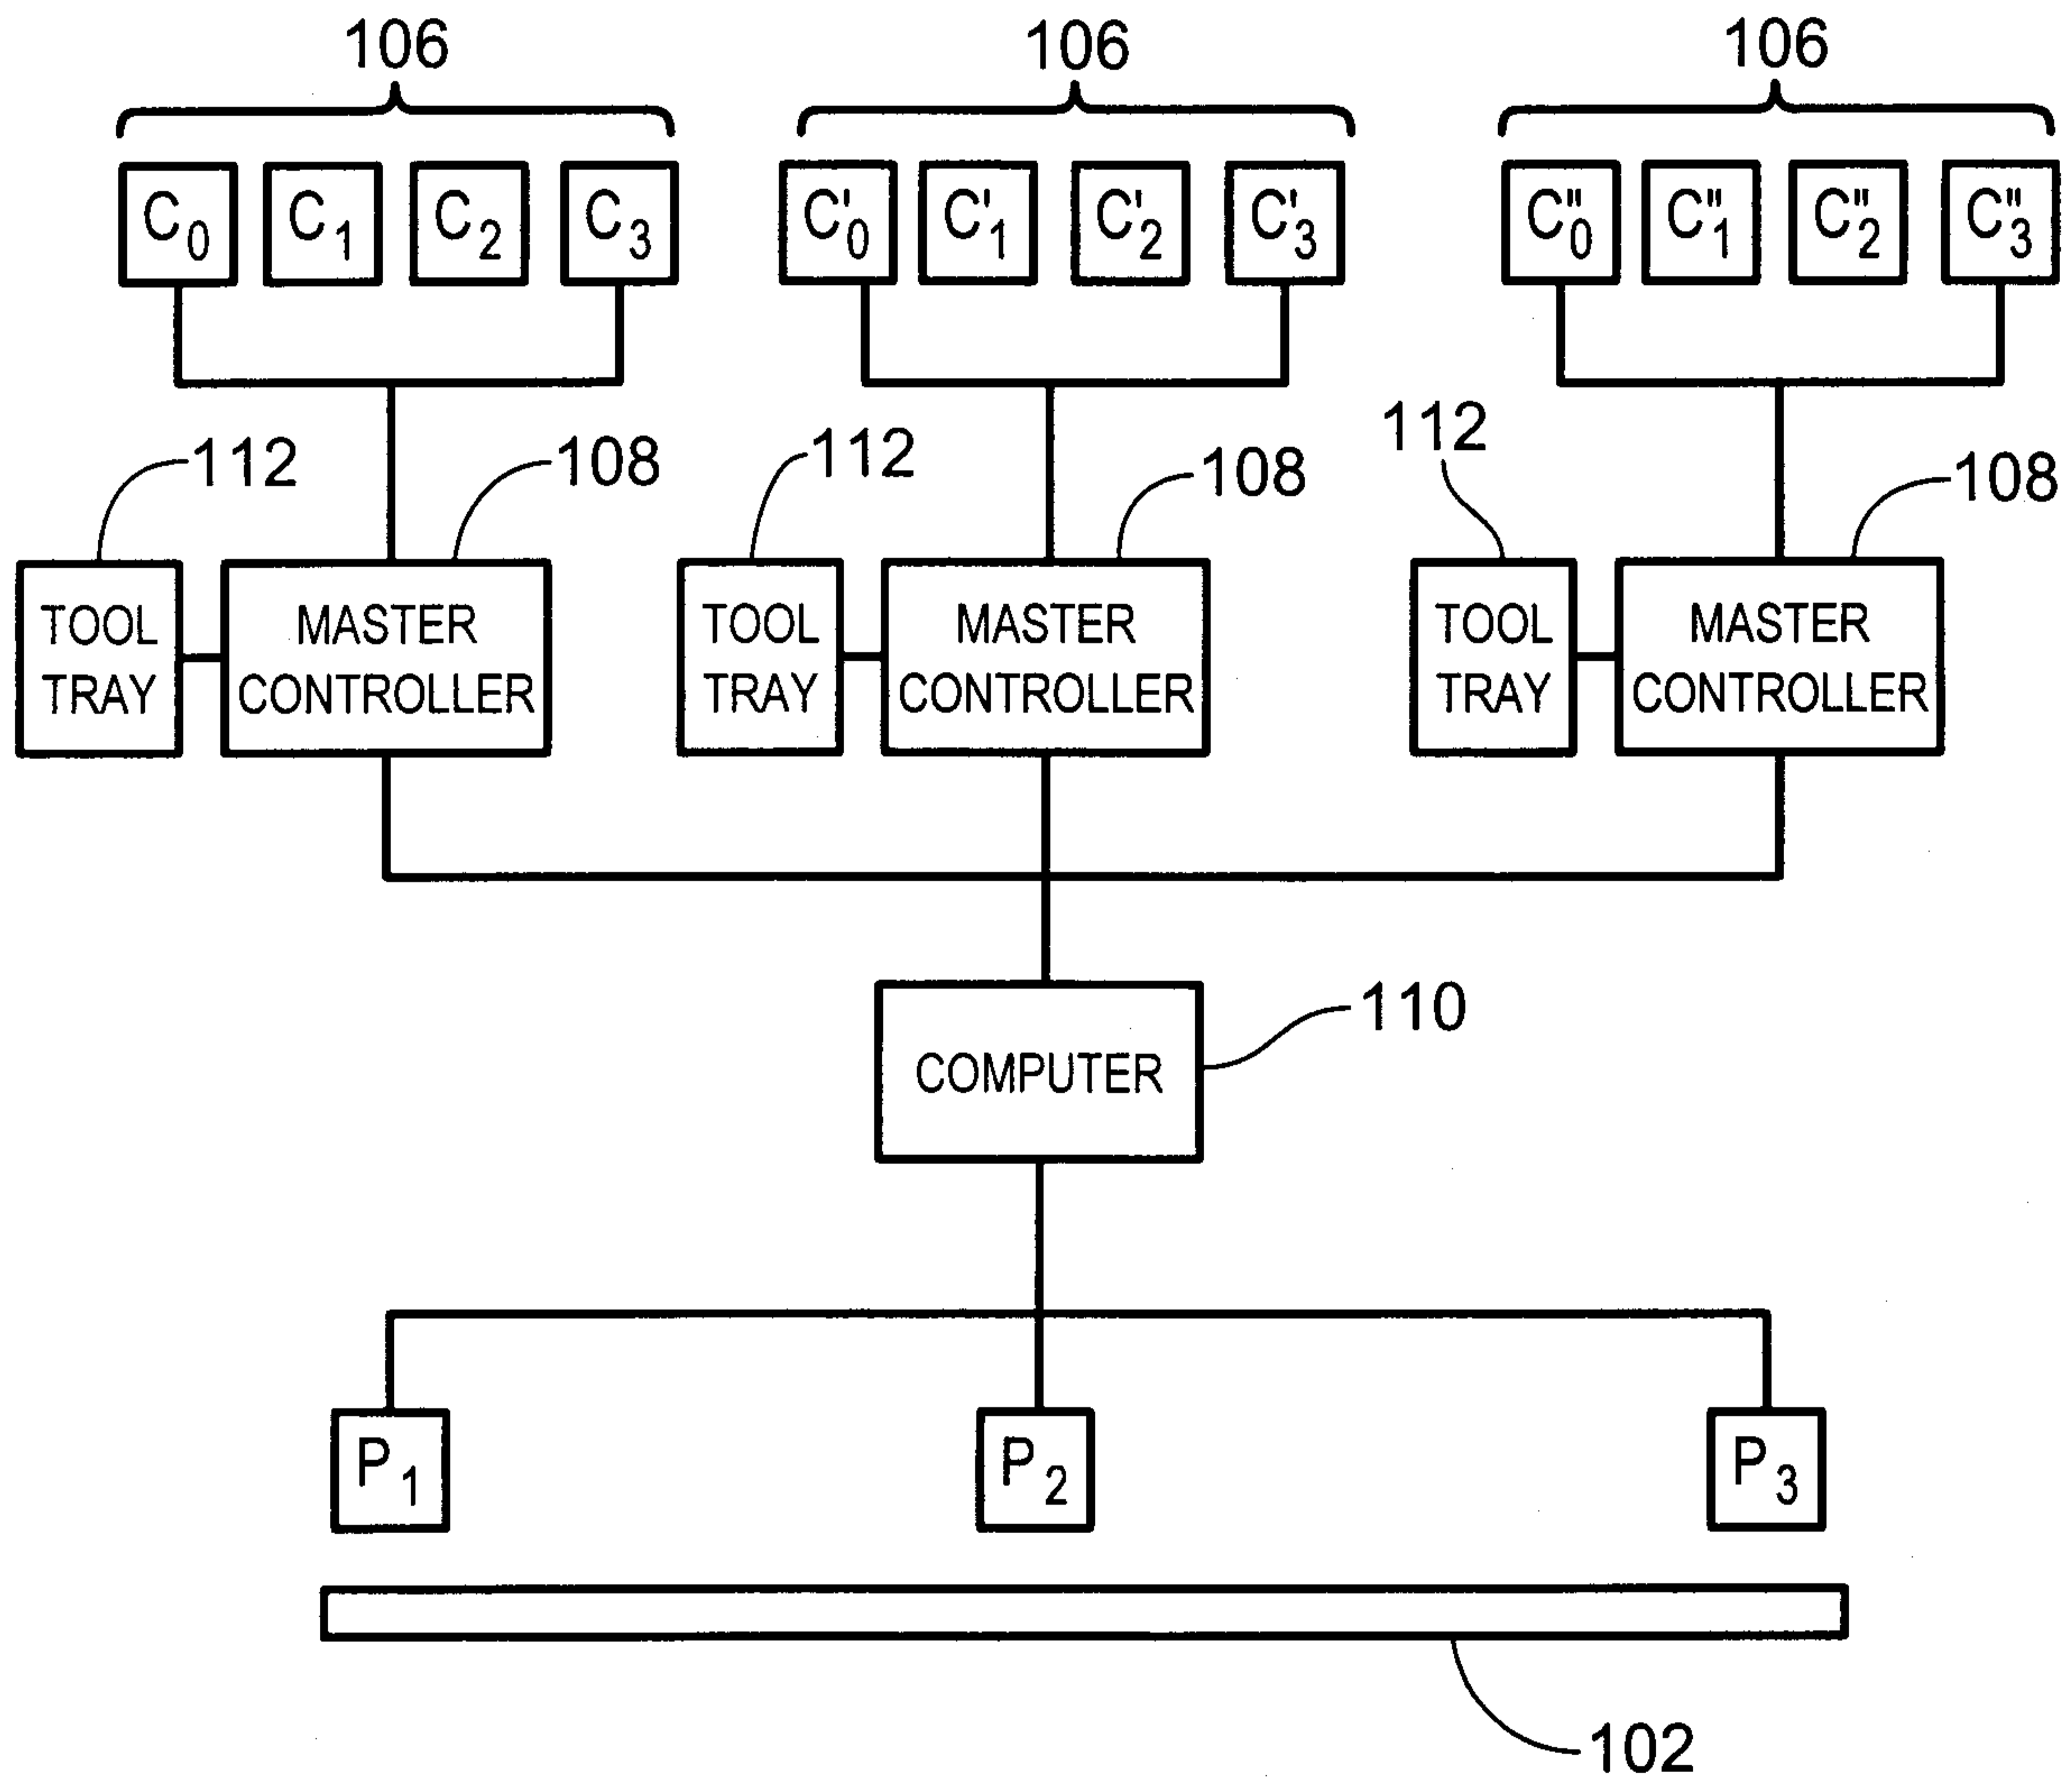 106 106 106
C0 C1 C2 C3 C'0 C'1 C'2 C'3 C"0 C"1 C"2 C"3
112 108 112 108 112 108
TOOL TRAY
MASTER CONTROLLER
TOOL TRAY
MASTER CONTROLLER
TOOL TRAY
MASTER CONTROLLER
110
COMPUTER
P1 P2 P3
102